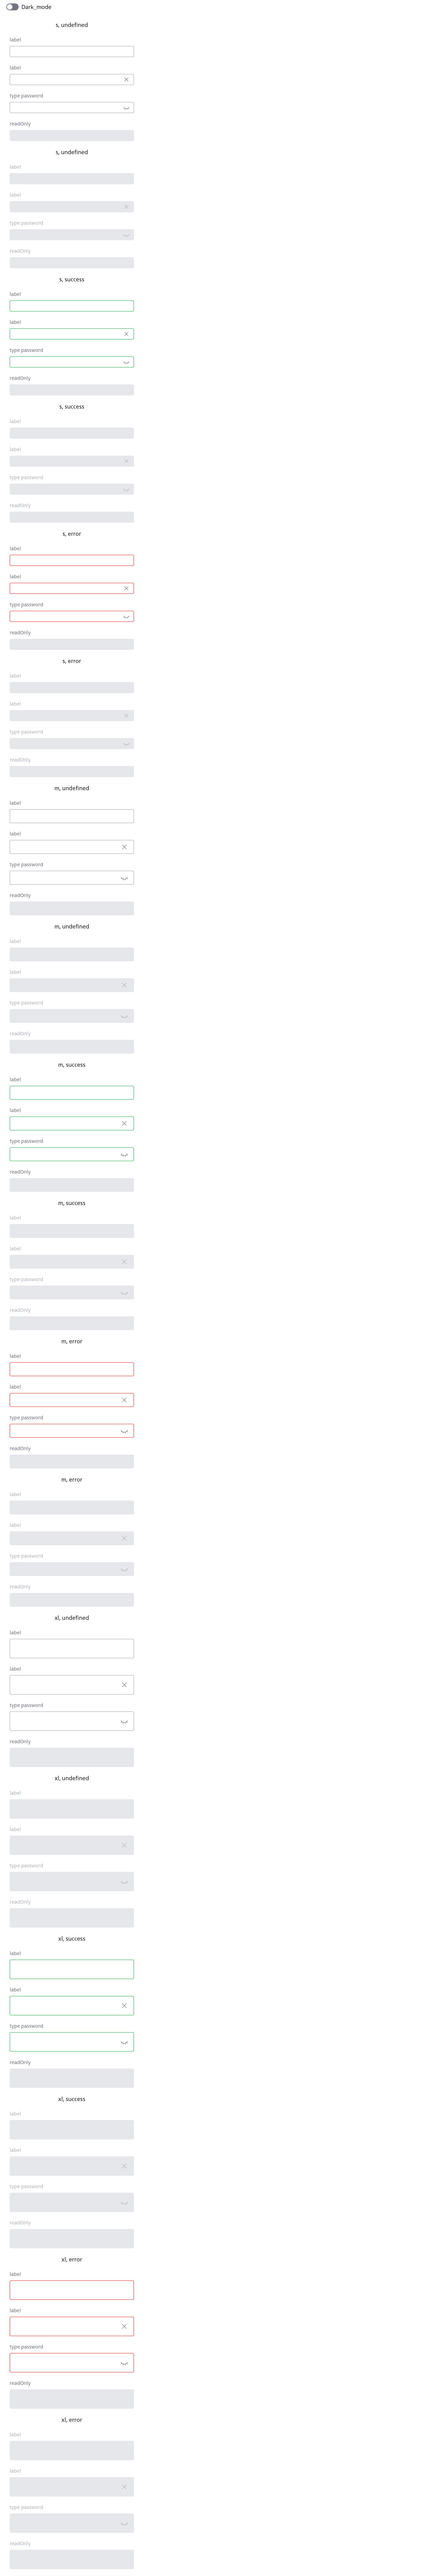 Dark_mode
s, undefined
label
label
type password
readOnly
s, undefined
label
label
type password
readOnly
s, success
label
label
type password
readOnly
s, success
label
label
type password
readOnly
s, error
label
label
type password
readOnly
s, error
label
label
type password
readOnly
m, undefined
label
label
type password
readOnly
m, undefined
label
label
type password
readOnly
m, success
label
label
type password
readOnly
m, success
label
label
type password
readOnly
m, error
label
label
type password
readOnly
m, error
label
label
type password
readOnly
xl, undefined
label
label
type password
readOnly
xl, undefined
label
label
type password
readOnly
xl, success
label
label
type password
readOnly
xl, success
label
label
type password
readOnly
xl, error
label
label
type password
readOnly
xl, error
label
label
type password
readOnly